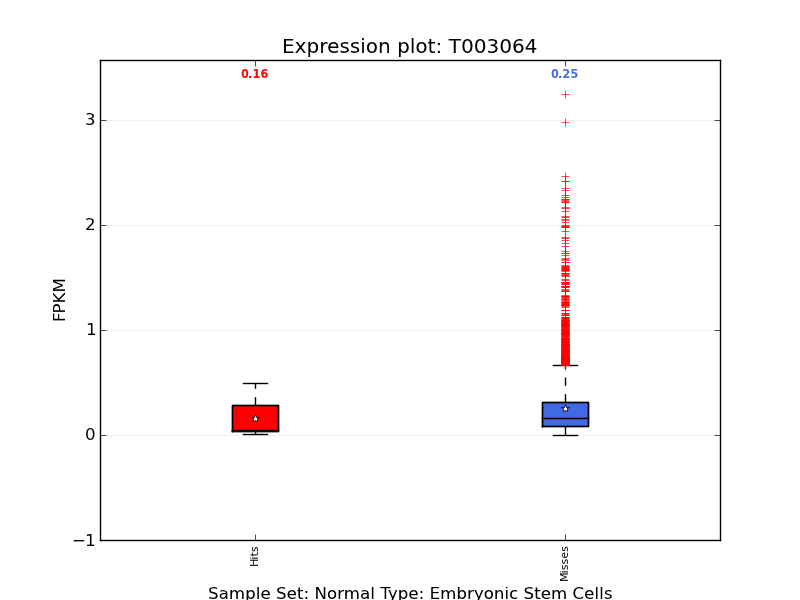 Expression plot: T003064
0.16
0.25
3
2
1
0
−1
FPKM
Hits
Misses
Sample Set: Normal Type: Embryonic Stem Cells